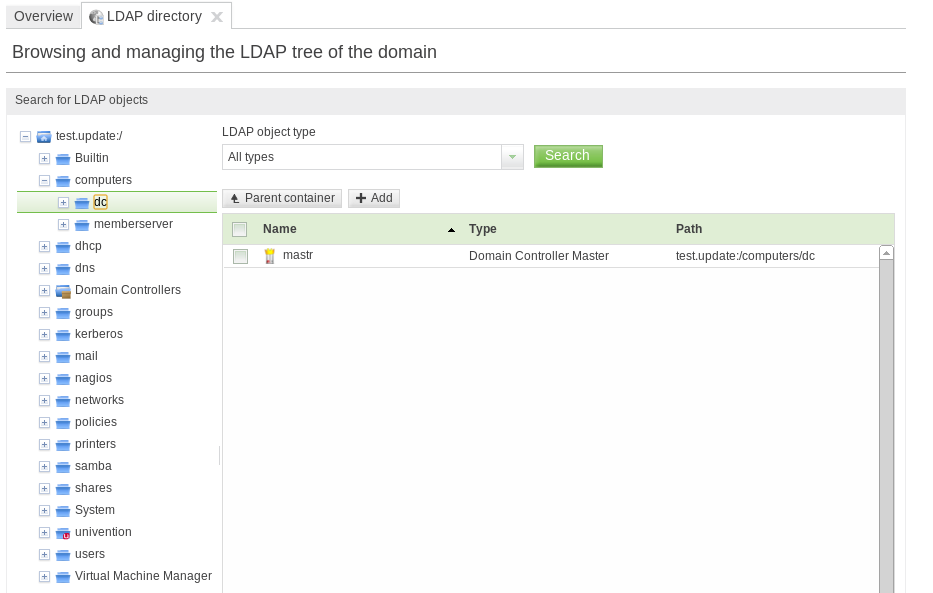 Overview
LDAP directory
Browsing and managing the LDAP tree of the domain
Search for LDAP objects
test.update:/
Builtin
computers
dc
memberserver
dhcp
dns
Domain Controllers
groups
kerberos
mail
nagios
networks
policies
printers
samba
shares
System
univention
users
Virtual Machine Manager
LDAP object type
All types
Search
Parent container
Add
Name Type Path
mastr Domain Controller Master test.update:/computers/dc